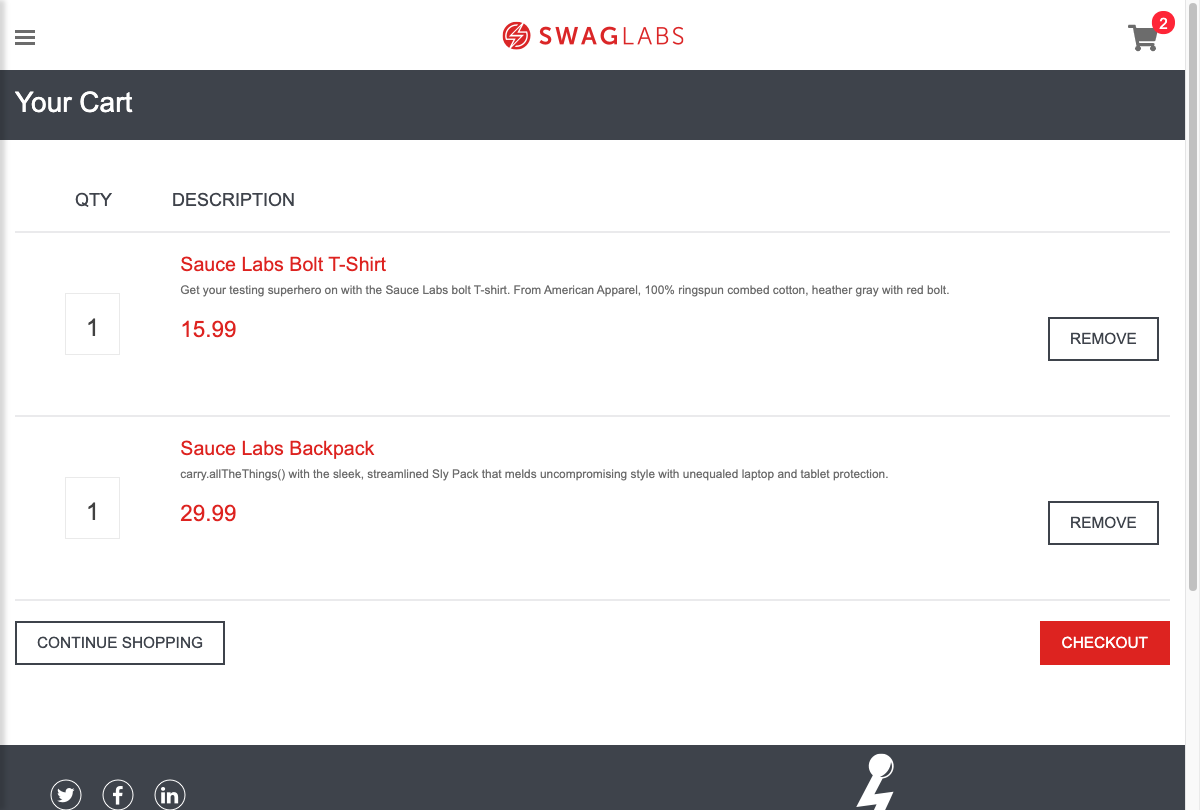 SWAGLABS
2
Your Cart
QTY DESCRIPTION
Sauce Labs Bolt T-Shirt
Get your testing superhero on with the Sauce Labs bolt T-shirt. From American Apparel, 100% ringspun combed cotton, heather gray with red bolt.
1
15.99
REMOVE
Sauce Labs Backpack
carry.allTheThings() with the sleek, streamlined Sly Pack that melds uncompromising style with unequaled laptop and tablet protection.
1
29.99
REMOVE
CONTINUE SHOPPING
CHECKOUT